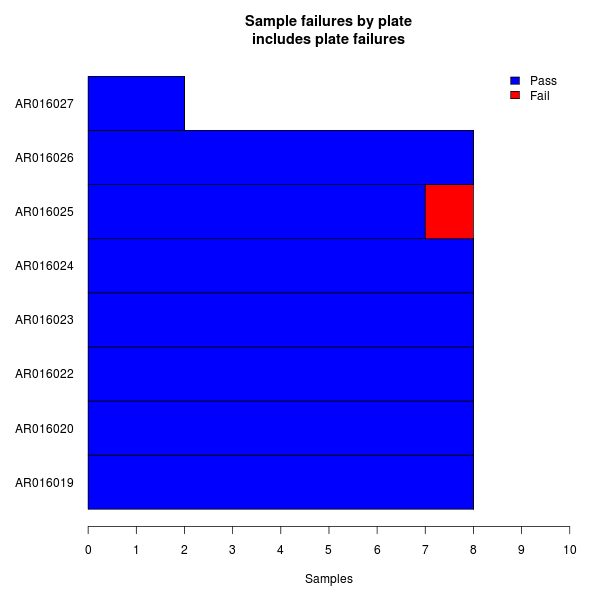 Sample failures by plate
includes plate failures
Pass
Fail
AR016027
AR016026
AR016025
AR016024
AR016023
AR016022
AR016020
AR016019
0 1 2 3 4 5 6 7 8 9 10
Samples